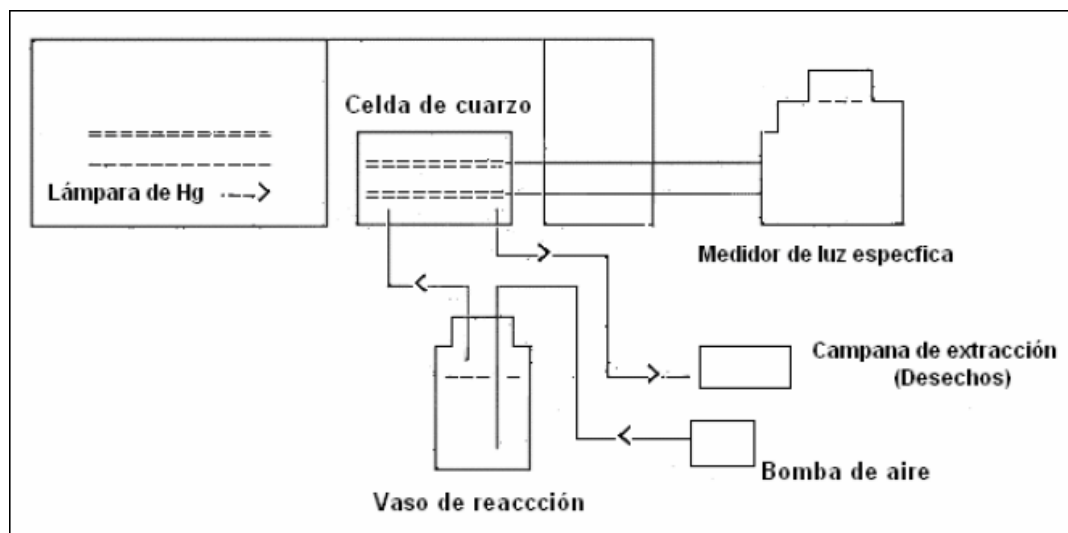 Celda de cuarzo
Lámpara de Hg
Medidor de luz especfica
Campana de extracción
(Desechos)
Bomba de aire
Vaso de reaccción